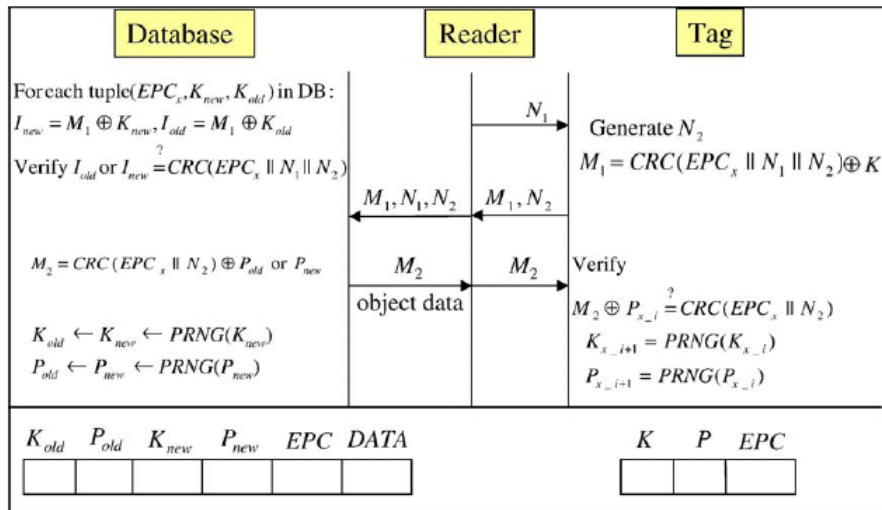 Database
Reader
Tag
Foreach tuple(EPC_x, K_new, K_old) in DB :
I_new = M_1 ⊕ K_new, I_old = M_1 ⊕ K_old
?
Verify I_old or I_new = CRC(EPC_x || N_1 || N_2)
N_1
Generate N_2
M_1 = CRC(EPC_x || N_1 || N_2) ⊕ K
M_1, N_1, N_2
M_1, N_2
M_2 = CRC(EPC_x || N_2) ⊕ P_old or P_new
M_2
object data
M_2
Verify
?
M_2 ⊕ P_x_i = CRC(EPC_x || N_2)
K_old ← K_new ← PRNG(K_new)
P_old ← P_new ← PRNG(P_new)
K_x_i+1 = PRNG(K_x_i)
P_x_i+1 = PRNG(P_x_i)
K_old P_old K_new P_new EPC DATA
K P EPC